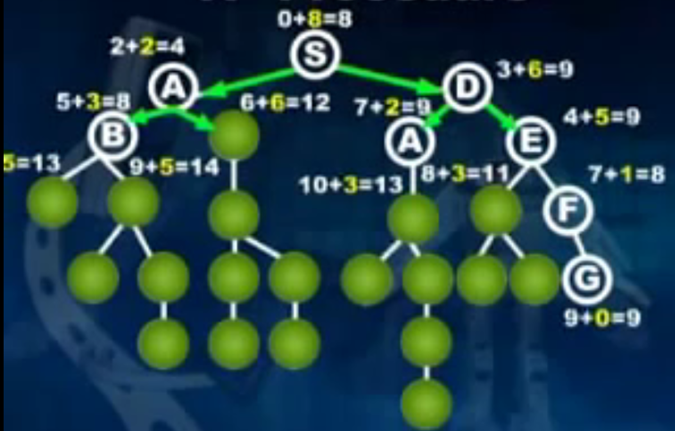 0+8=8
S
2+2=4
A
D
3+6=9
5+3=8
B
6+6=12
7+2=9
A
E
4+5=9
5=13
9+5=14
10+3=13
8+3=11
7+1=8
F
G
9+0=9